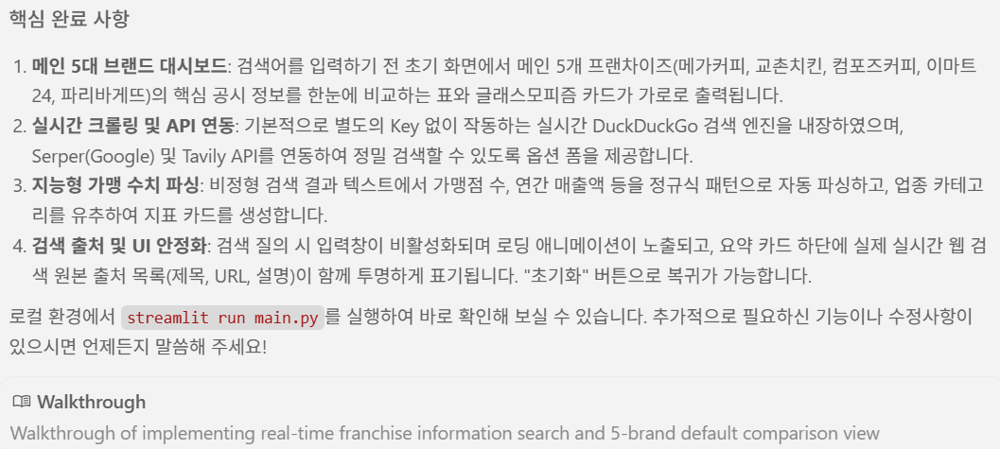 핵심 완료 사항
1. 메인 5대 브랜드 대시보드: 검색어를 입력하기 전 초기 화면에서 메인 5개 프랜차이즈(메가커피, 교촌치킨, 컴포즈커피, 이마트
24, 파리바게뜨)의 핵심 공시 정보를 한눈에 비교하는 표와 글래스모피즘 카드가 가로로 출력됩니다.
2. 실시간 크롤링 및 API 연동: 기본적으로 별도의 Key 없이 작동하는 실시간 DuckDuckGo 검색 엔진을 내장하였으며,
Serper(Google) 및 Tavily API를 연동하여 정밀 검색할 수 있도록 옵션 폼을 제공합니다.
3. 지능형 가맹 수치 파싱: 비정형 검색 결과 텍스트에서 가맹점 수, 연간 매출액 등을 정규식 패턴으로 자동 파싱하고, 업종 카테고
리를 유추하여 지표 카드를 생성합니다.
4. 검색 출처 및 UI 안정화: 검색 질의 시 입력창이 비활성화되며 로딩 애니메이션이 노출되고, 요약 카드 하단에 실제 실시간 웹 검
색 원본 출처 목록(제목, URL, 설명)이 함께 투명하게 표기됩니다. "초기화" 버튼으로 복귀가 가능합니다.
로컬 환경에서 streamlit run main.py를 실행하여 바로 확인해 보실 수 있습니다. 추가적으로 필요하신 기능이나 수정사항이
있으시면 언제든지 말씀해 주세요!
Walkthrough
Walkthrough of implementing real-time franchise information search and 5-brand default comparison view